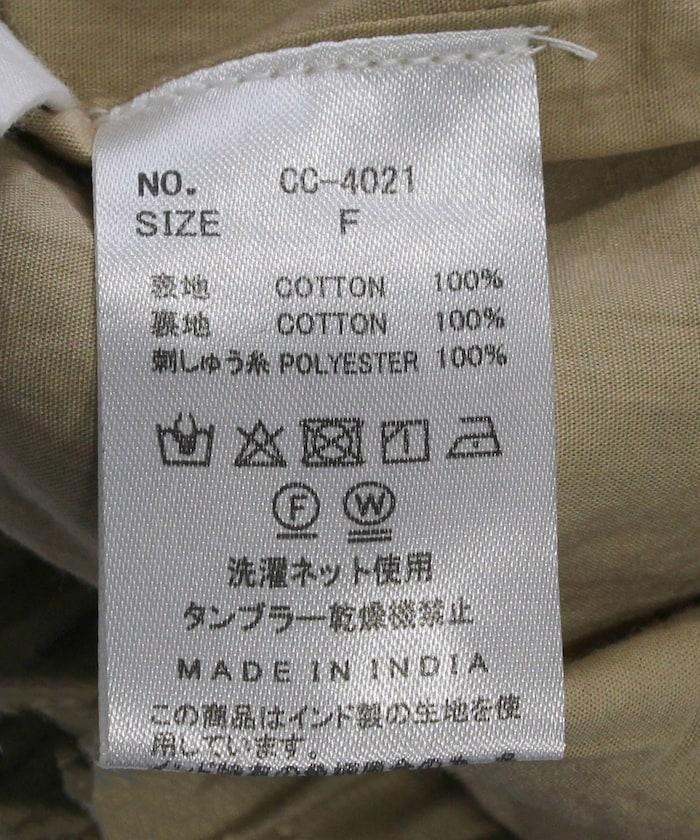 NO. CC-4021
SIZE F
表地 COTTON 100%
裏地 COTTON 100%
刺しゅう糸 POLYESTER 100%
F W
洗濯ネット使用
タンブラー乾燥機禁止
MADE IN INDIA
この商品はインド製の生地を使
用しています。